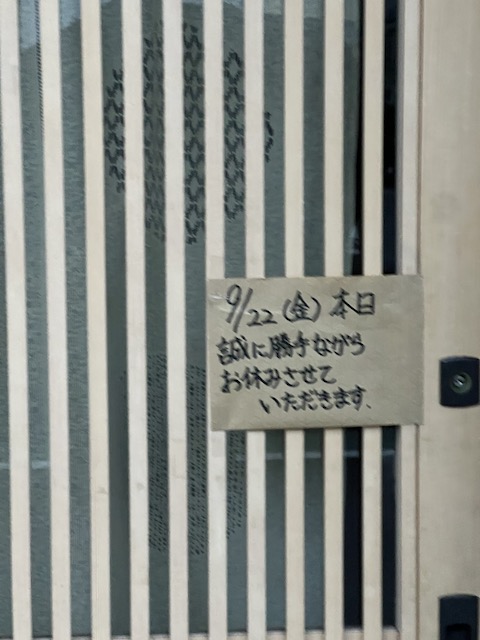 9/22(金) 本日
誠に勝手ながら
お休みさせて
いただきます.